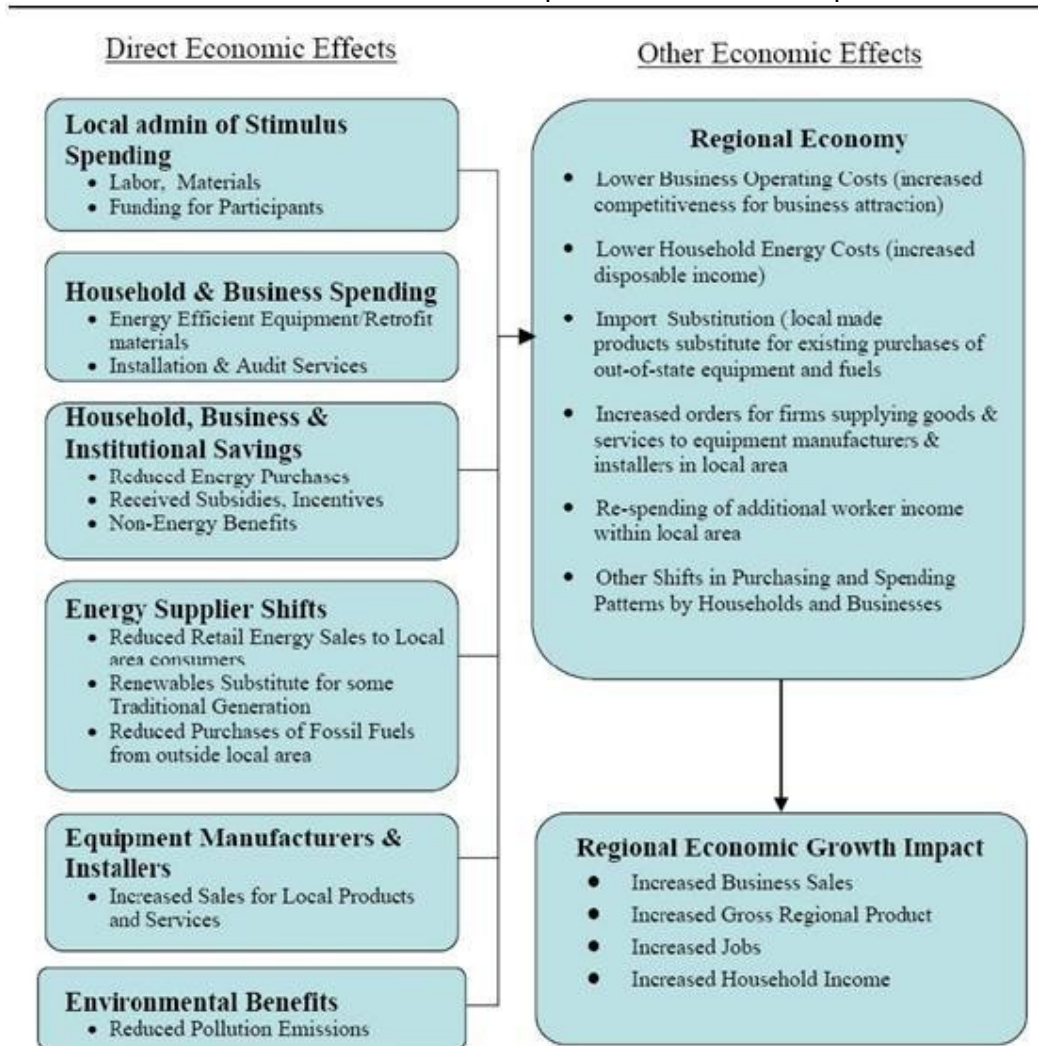 Direct Economic Effects
Local admin of Stimulus
Spending
• Labor, Materials
• Funding for Participants
Household & Business Spending
• Energy Efficient Equipment/Retrofit
materials
• Installation & Audit Services
Household, Business &
Institutional Savings
• Reduced Energy Purchases
• Received Subsidies, Incentives
• Non-Energy Benefits
Energy Supplier Shifts
• Reduced Retail Energy Sales to Local
area consumers
• Renewables Substitute for some
Traditional Generation
• Reduced Purchases of Fossil Fuels
from outside local area
Equipment Manufacturers &
Installers
• Increased Sales for Local Products
and Services
Environmental Benefits
• Reduced Pollution Emissions
Other Economic Effects
Regional Economy
• Lower Business Operating Costs (increased
competitiveness for business attraction)
• Lower Household Energy Costs (increased
disposable income)
• Import Substitution (local made
products substitute for existing purchases of
out-of-state equipment and fuels
• Increased orders for firms supplying goods &
services to equipment manufacturers &
installers in local area
• Re-spending of additional worker income
within local area
• Other Shifts in Purchasing and Spending
Patterns by Households and Businesses
Regional Economic Growth Impact
• Increased Business Sales
• Increased Gross Regional Product
• Increased Jobs
• Increased Household Income